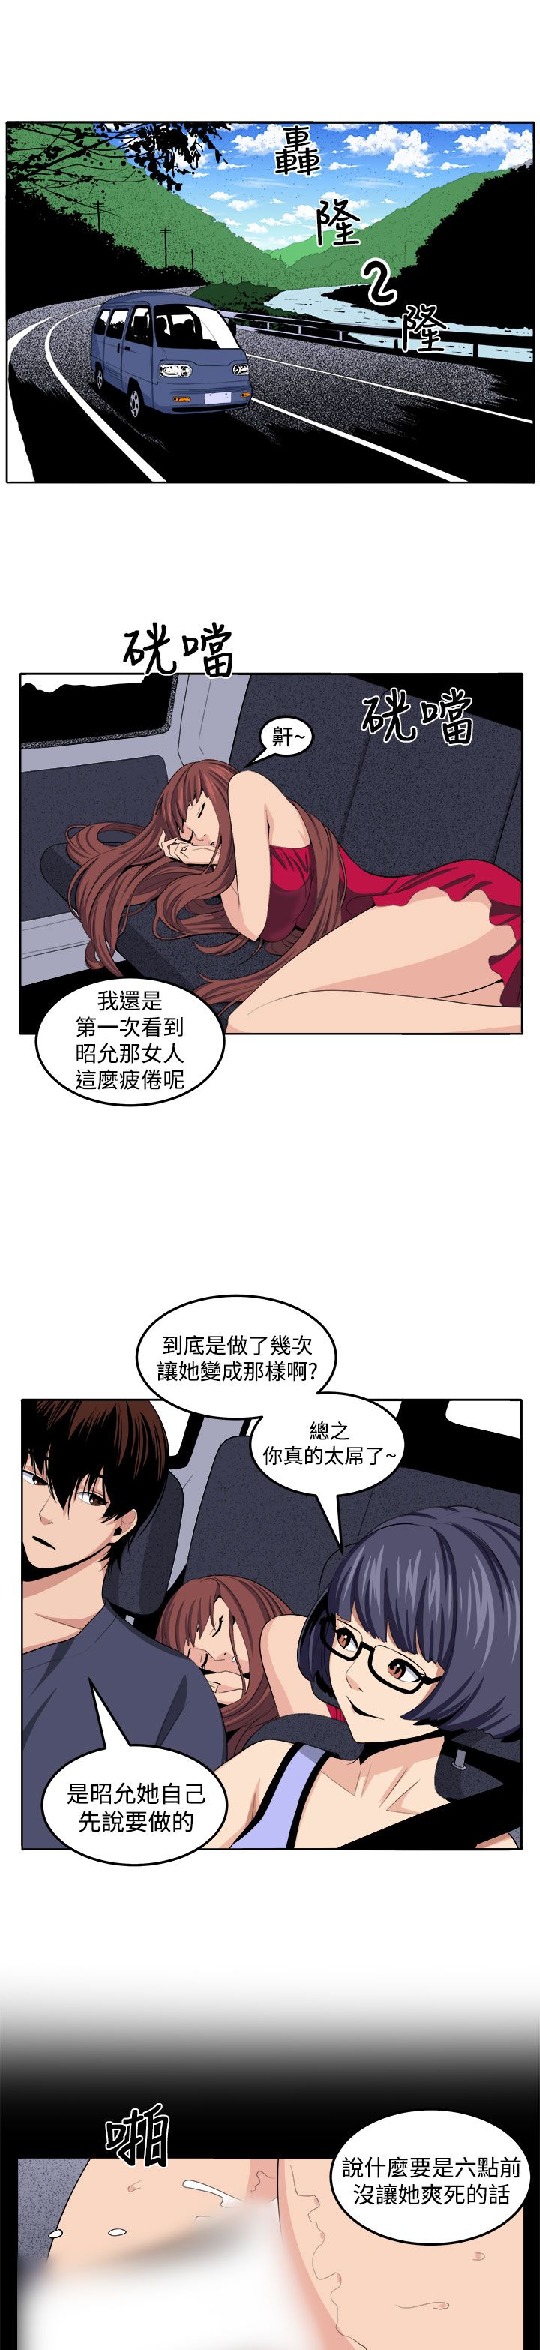 轟
隆
隆
硄噹
硄噹
鼾~
我還是
第一次看到
昭允那女人
這麼疲倦呢
到底是做了幾次
讓她變成那樣啊?
總之
你真的太屌了~
是昭允她自己
先說要做的
啪
說什麼要是六點前
沒讓她爽死的話